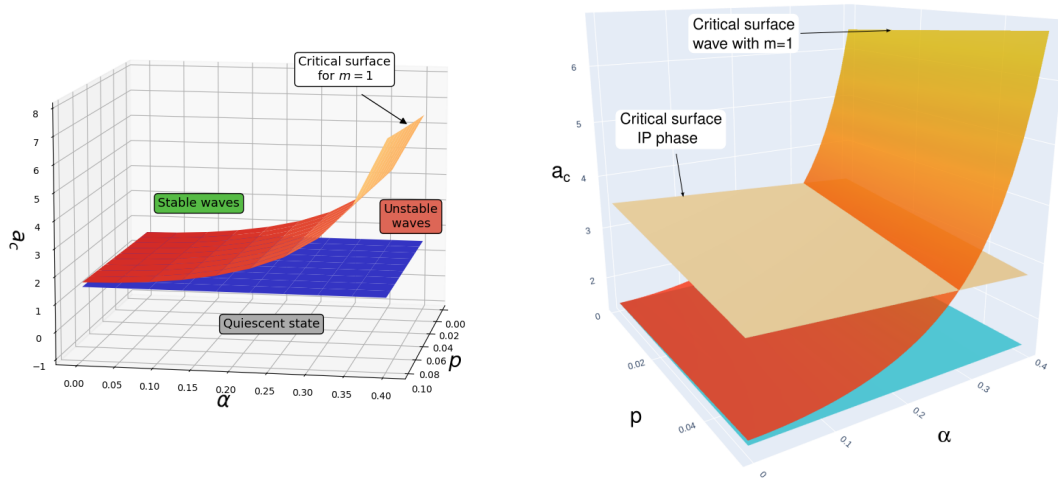 Critical surface
for m = 1
8
7
6
5
4
3
2
1
0
−1
a_c
Stable waves
Unstable
waves
Quiescent state
0.00
0.05
0.10
0.15
0.20
0.25
0.30
0.35
0.40
α
0.00
0.02
0.04
0.06
0.08
0.10
p
Critical surface
wave with m=1
Critical surface
IP phase
6
5
4
3
2
a_c
0
0.02
0.04
p
0
0.1
0.2
0.3
0.4
α